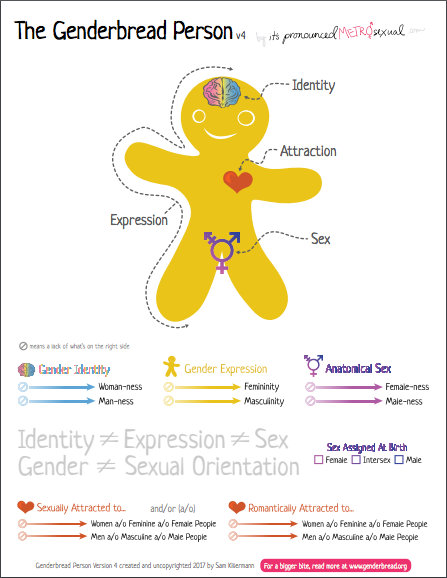 The Genderbread Person v4 by it's pronounced METROsexual .com
Identity
Attraction
Expression
Sex
means a lack of what's on the right side
Gender Identity
Woman-ness
Man-ness
Gender Expression
Femininity
Masculinity
Anatomical Sex
Female-ness
Male-ness
Identity ≠ Expression ≠ Sex
Gender ≠ Sexual Orientation
Sex Assigned At Birth
Female Intersex Male
Sexually Attracted to... and/or (a/o) Romantically Attracted to...
Women a/o Feminine a/o Female People
Men a/o Masculine a/o Male People
Women a/o Feminine a/o Female People
Men a/o Masculine a/o Male People
Genderbread Person Version 4 created and uncopyrighted 2017 by Sam Killermann
For a bigger bite, read more at www.genderbread.org